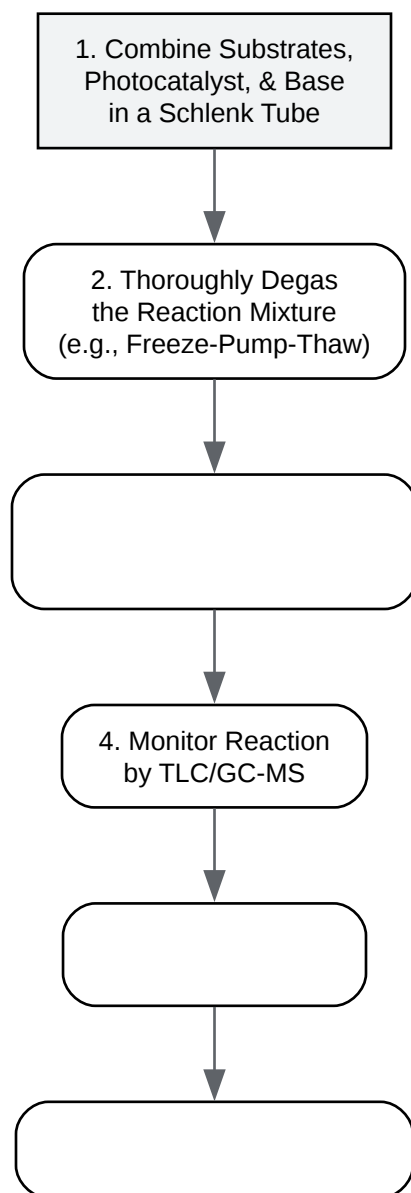 1. Combine Substrates,
Photocatalyst, & Base
in a Schlenk Tube
2. Thoroughly Degas
the Reaction Mixture
(e.g., Freeze-Pump-Thaw)
4. Monitor Reaction
by TLC/GC-MS